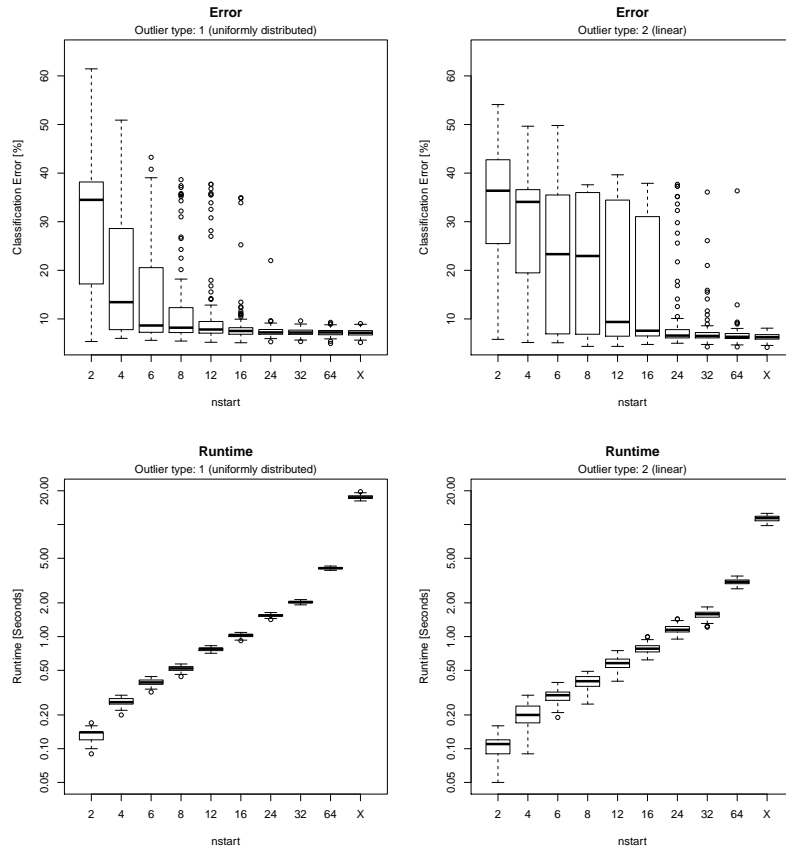 Error
Outlier type: 1 (uniformly distributed)
Classification Error [%]
60
50
40
30
20
10
2 4 6 8 12 16 24 32 64 X
nstart
Error
Outlier type: 2 (linear)
Classification Error [%]
60
50
40
30
20
10
2 4 6 8 12 16 24 32 64 X
nstart
Runtime
Outlier type: 1 (uniformly distributed)
Runtime [Seconds]
20.00
5.00
2.00
1.00
0.50
0.20
0.10
0.05
2 4 6 8 12 16 24 32 64 X
nstart
Runtime
Outlier type: 2 (linear)
Runtime [Seconds]
20.00
5.00
2.00
1.00
0.50
0.20
0.10
0.05
2 4 6 8 12 16 24 32 64 X
nstart